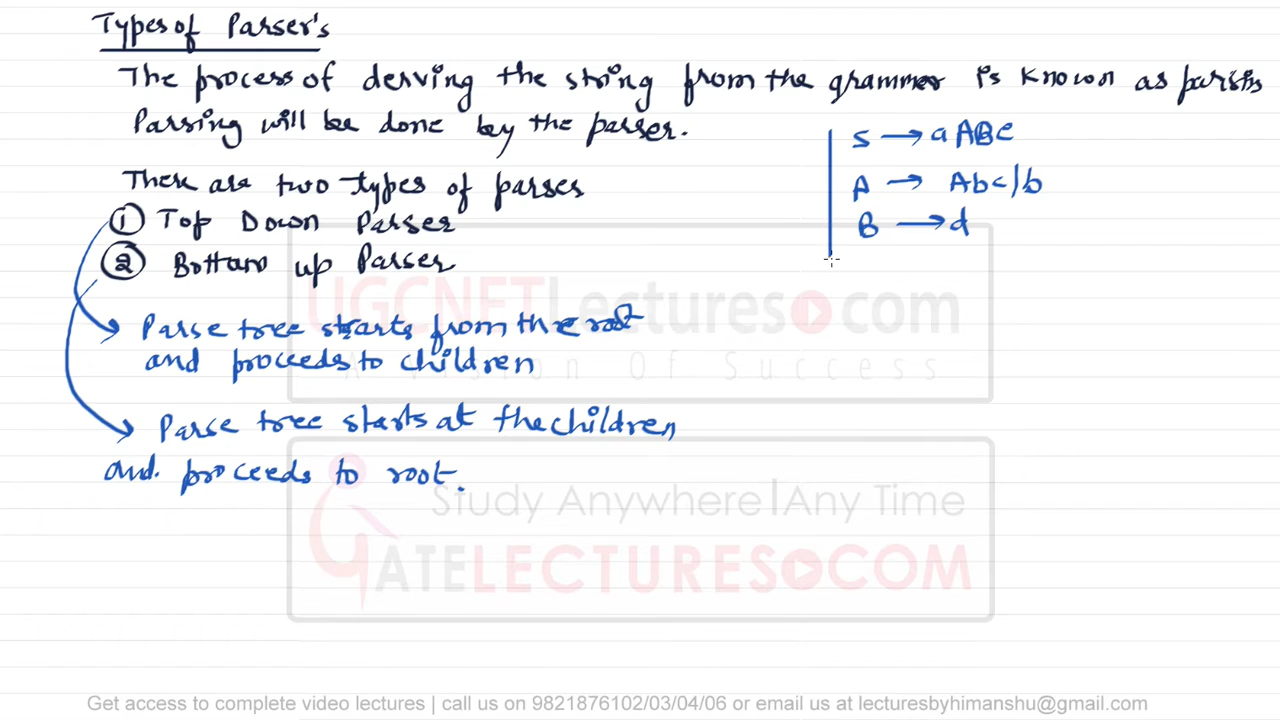 Types of Parser's
The process of derving the string from the grammer is known as parsing
Parsing will be done by the parser.
S → a ABe
A → Abc/b
B → d
There are two types of parses
① Top Down Parser
② Bottom up Parser
UGCNETLectures.com
Parse tree starts from the root
and proceeds to children
A Vision Of Success
Parse tree starts at the children
and. proceeds to root.
Study Anywhere|Any Time
GATELECTURES.COM
Get access to complete video lectures | call us on 9821876102/03/04/06 or email us at lecturesbyhimanshu@gmail.com